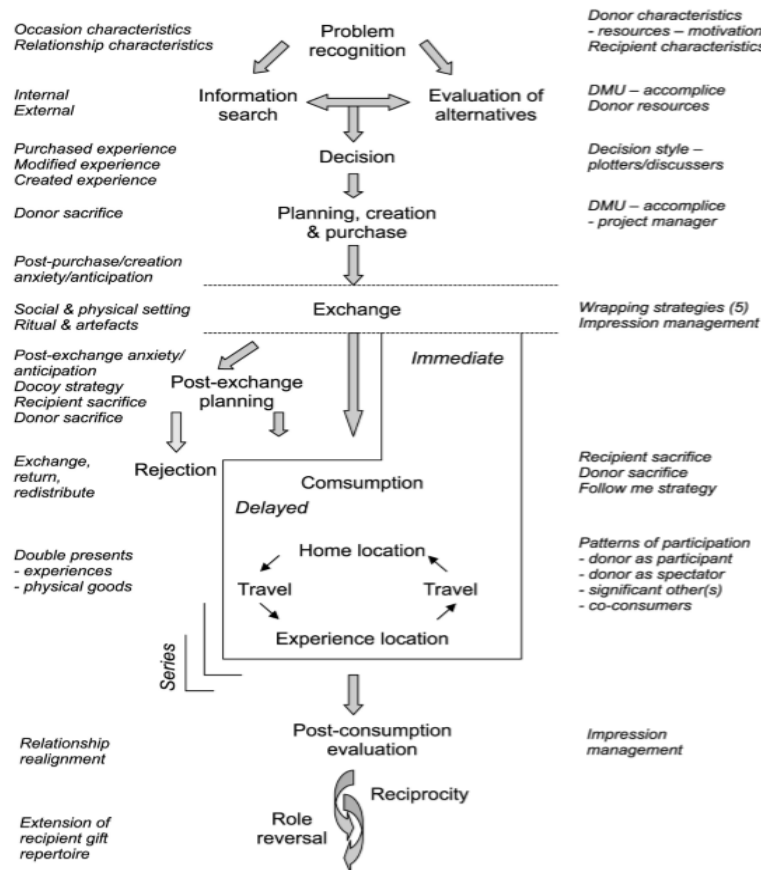 Occasion characteristics
Relationship characteristics
Problem
recognition
Donor characteristics
- resources – motivation
Recipient characteristics
Internal
External
Information
search
Evaluation of
alternatives
DMU – accomplice
Donor resources
Purchased experience
Modified experience
Created experience
Decision
Decision style –
plotters/discussers
Donor sacrifice
Planning, creation
& purchase
DMU – accomplice
- project manager
Post-purchase/creation
anxiety/anticipation
Social & physical setting
Ritual & artefacts
Exchange
Wrapping strategies (5)
Impression management
Post-exchange anxiety/
anticipation
Docoy strategy
Recipient sacrifice
Donor sacrifice
Post-exchange
planning
Immediate
Exchange,
return,
redistribute
Rejection
Comsumption
Delayed
Recipient sacrifice
Donor sacrifice
Follow me strategy
Double presents
- experiences
- physical goods
Home location
Travel
Travel
Experience location
Patterns of participation
- donor as participant
- donor as spectator
- significant other(s)
- co-consumers
Series
Relationship
realignment
Post-consumption
evaluation
Impression
management
Reciprocity
Role
reversal
Extension of
recipient gift
repertoire